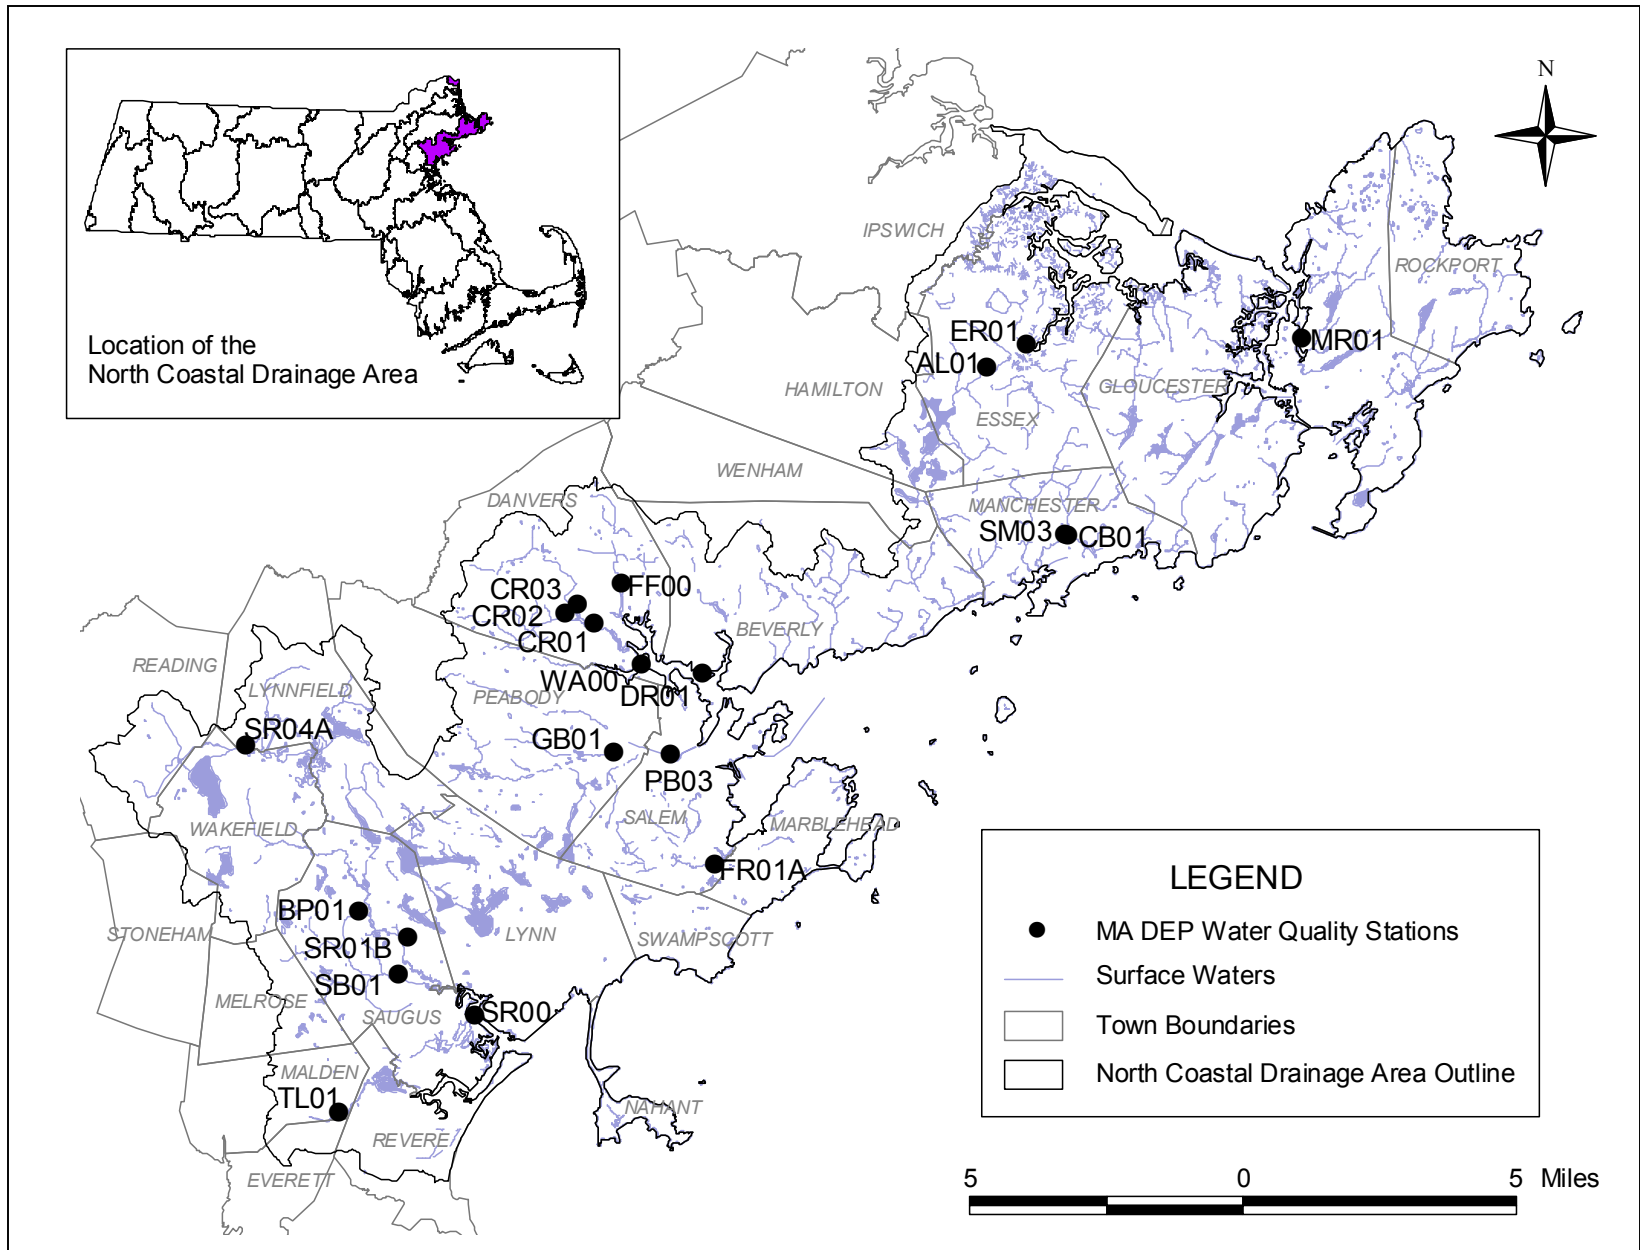 N
Location of the
North Coastal Drainage Area
IPSWICH
ROCKPORT
ER01
MR01
AL01
HAMILTON
GLOUCESTER
ESSEX
WENHAM
DANVERS
MANCHESTER
SM03
CB01
CR03
FF00
CR02
CR01
BEVERLY
READING
WA00
DR01
LYNNFIELD
PEABODY
SR04A
GB01
PB03
SALEM
MARBLEHEAD
WAKEFIELD
FR01A
LEGEND
BP01
STONEHAM
SR01B
LYNN
SWAMPSCOTT
MA DEP Water Quality Stations
SB01
Surface Waters
MELROSE
SAUGUS
SR00
Town Boundaries
MALDEN
North Coastal Drainage Area Outline
TL01
NAHANT
REVERE
EVERETT
5 0 5 Miles